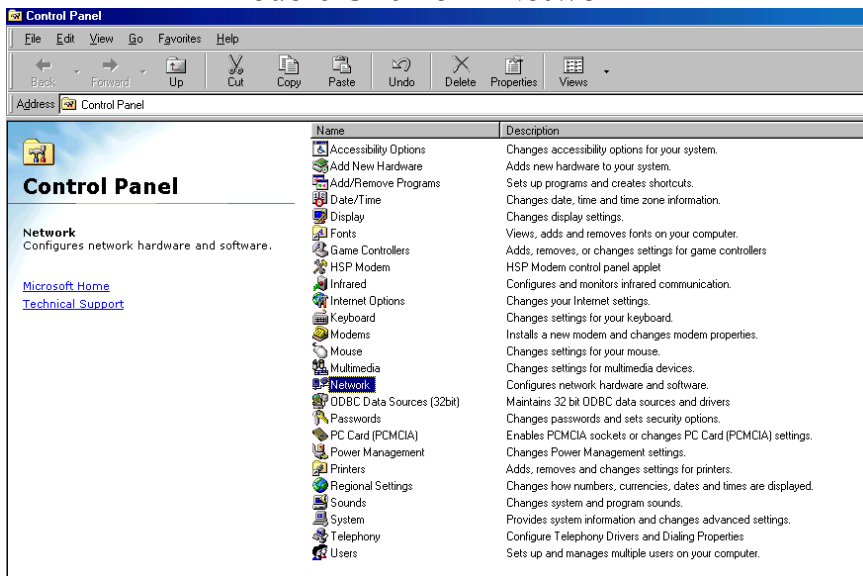 Control Panel
File Edit View Go Favorites Help
Back Forward Up Cut Copy Paste Undo Delete Properties Views
Address Control Panel
Name Description
Accessibility Options Changes accessibility options for your system.
Add New Hardware Adds new hardware to your system.
Control Panel
Add/Remove Programs Sets up programs and creates shortcuts.
Date/Time Changes date, time and time zone information.
Display Changes display settings.
Network
Fonts Views, adds and removes fonts on your computer.
Configures network hardware and software.
Game Controllers Adds, removes, or changes settings for game controllers
HSP Modem HSP Modem control panel applet
Microsoft Home
Infrared Configures and monitors infrared communication.
Technical Support
Internet Options Changes your Internet settings.
Keyboard Changes settings for your keyboard.
Modems Installs a new modem and changes modem properties.
Mouse Changes settings for your mouse.
Multimedia Changes settings for multimedia devices.
Network Configures network hardware and software.
ODBC Data Sources (32bit) Maintains 32 bit ODBC data sources and drivers
Passwords Changes passwords and sets security options.
PC Card (PCMCIA) Enables PCMCIA sockets or changes PC Card (PCMCIA) settings.
Power Management Changes Power Management settings.
Printers Adds, removes and changes settings for printers.
Regional Settings Changes how numbers, currencies, dates and times are displayed.
Sounds Changes system and program sounds.
System Provides system information and changes advanced settings.
Telephony Configure Telephony Drivers and Dialing Properties
Users Sets up and manages multiple users on your computer.